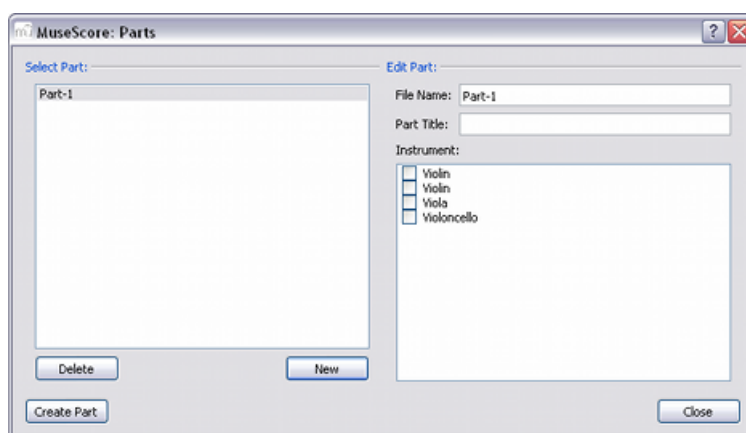 MuseScore: Parts
Select Part:
Part-1
Delete
New
Create Part
Edit Part:
File Name: Part-1
Part Title:
Instrument:
Violin
Violin
Viola
Violoncello
Close